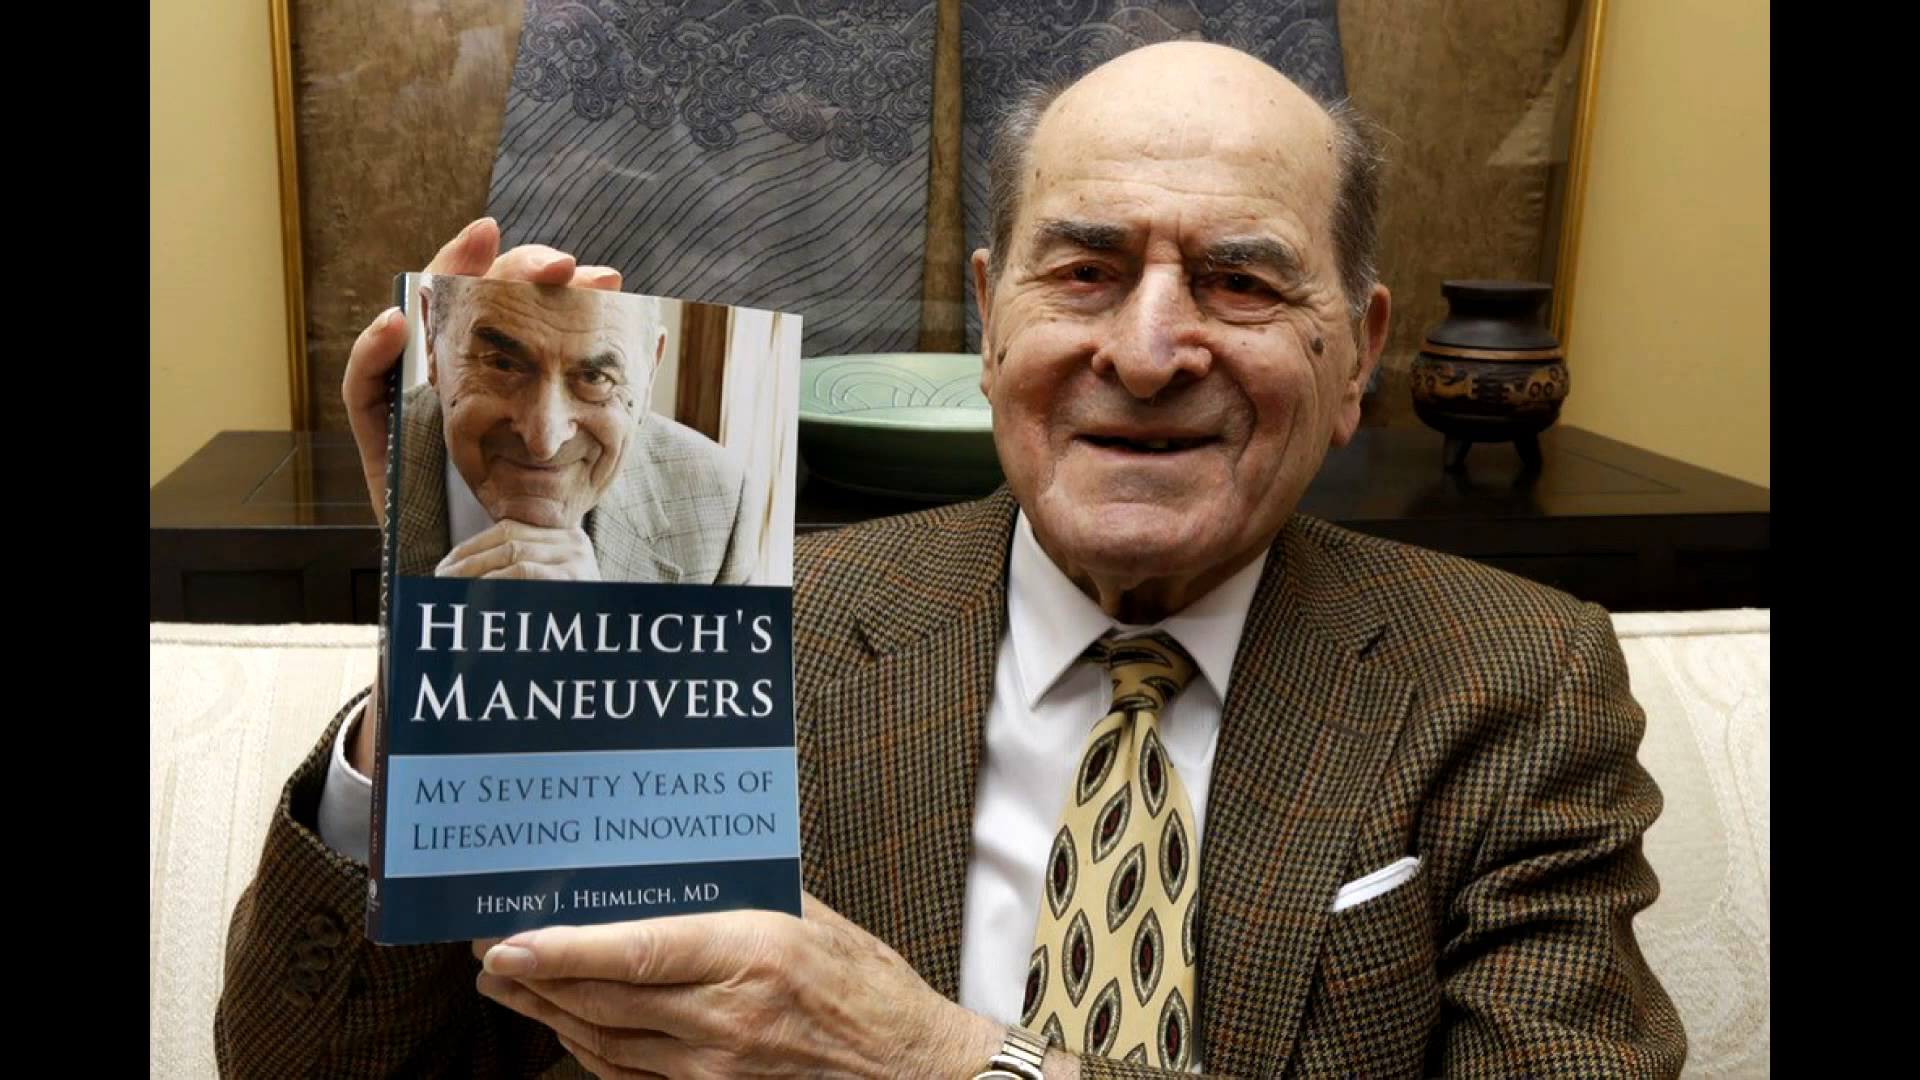 HEIMLICH'S
MANEUVERS
MY SEVENTY YEARS OF
LIFESAVING INNOVATION
HENRY J. HEIMLICH, MD